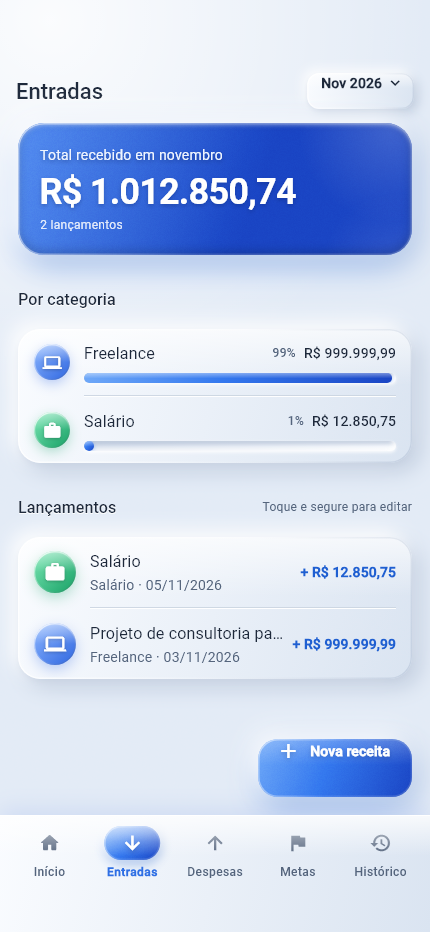 Entradas
Nov 2026
Total recebido em novembro
R$ 1.012.850,74
2 lançamentos
Por categoria
Freelance 99% R$ 999.999,99
Salário 1% R$ 12.850,75
Lançamentos Toque e segure para editar
Salário
Salário · 05/11/2026
+ R$ 12.850,75
Projeto de consultoria pa...
Freelance · 03/11/2026
+ R$ 999.999,99
Nova receita
Início Entradas Despesas Metas Histórico